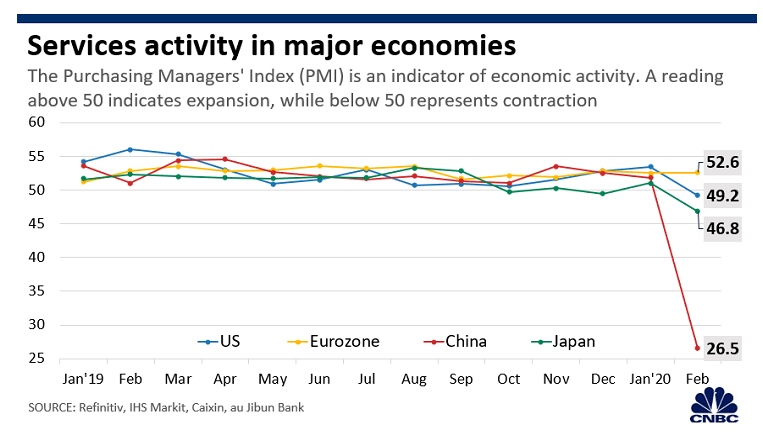 Services activity in major economies
The Purchasing Managers' Index (PMI) is an indicator of economic activity. A reading
above 50 indicates expansion, while below 50 represents contraction
60
55
50
45
40
35
30
25
52.6
49.2
46.8
26.5
US Eurozone China Japan
Jan'19 Feb Mar Apr May Jun Jul Aug Sep Oct Nov Dec Jan'20 Feb
SOURCE: Refinitiv, IHS Markit, Caixin, au Jibun Bank
CNBC